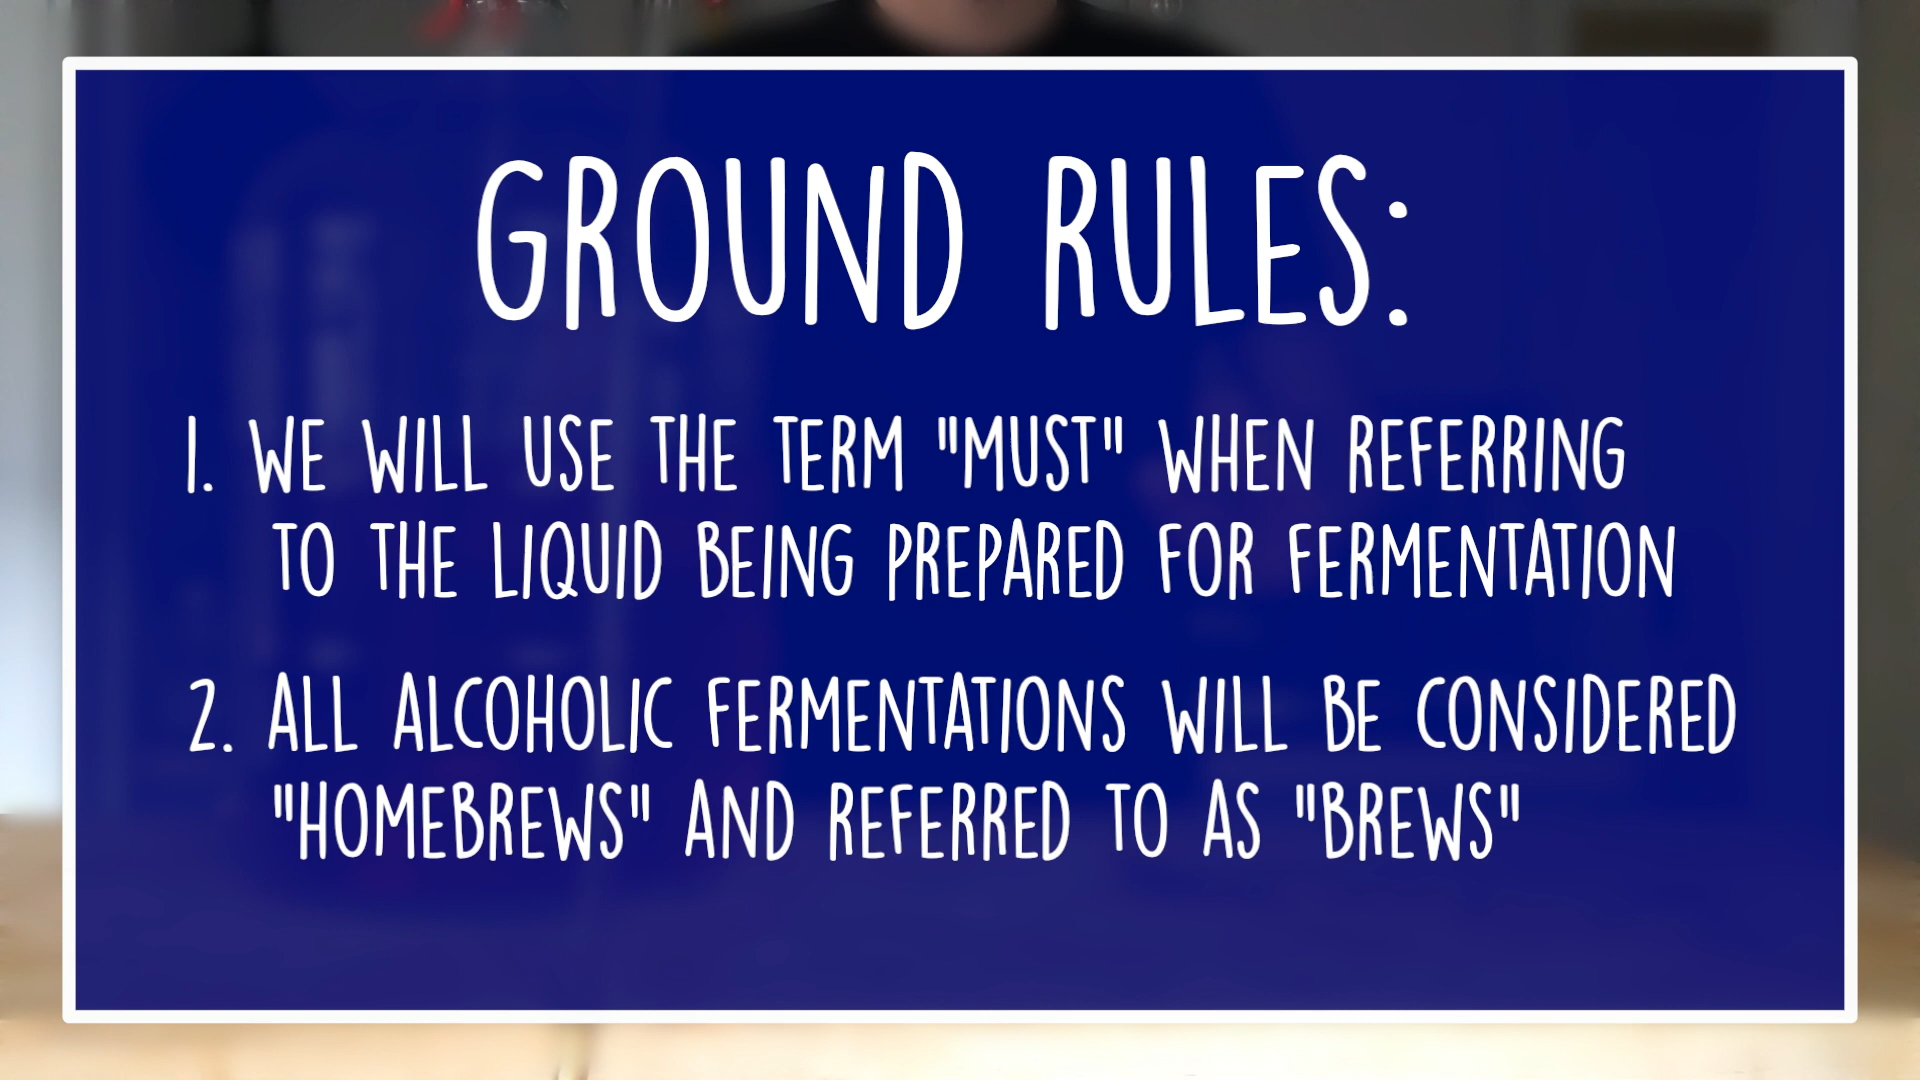 GROUND RULES:
1. WE WILL USE THE TERM "MUST" WHEN REFERRING
TO THE LIQUID BEING PREPARED FOR FERMENTATION
2. ALL ALCOHOLIC FERMENTATIONS WILL BE CONSIDERED
"HOMEBREWS" AND REFERRED TO AS "BREWS"